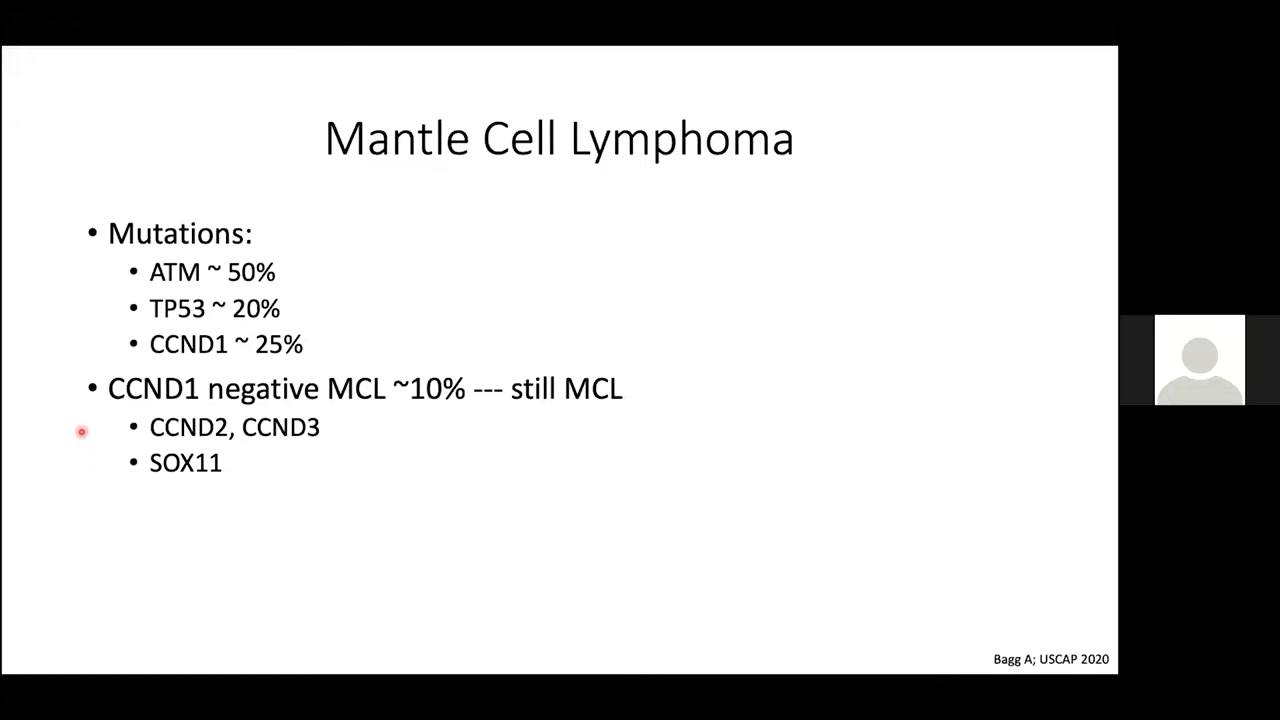 Mantle Cell Lymphoma
• Mutations:
• ATM ~ 50%
• TP53 ~ 20%
• CCND1 ~ 25%
• CCND1 negative MCL ~10% --- still MCL
• CCND2, CCND3
• SOX11
Bagg A; USCAP 2020